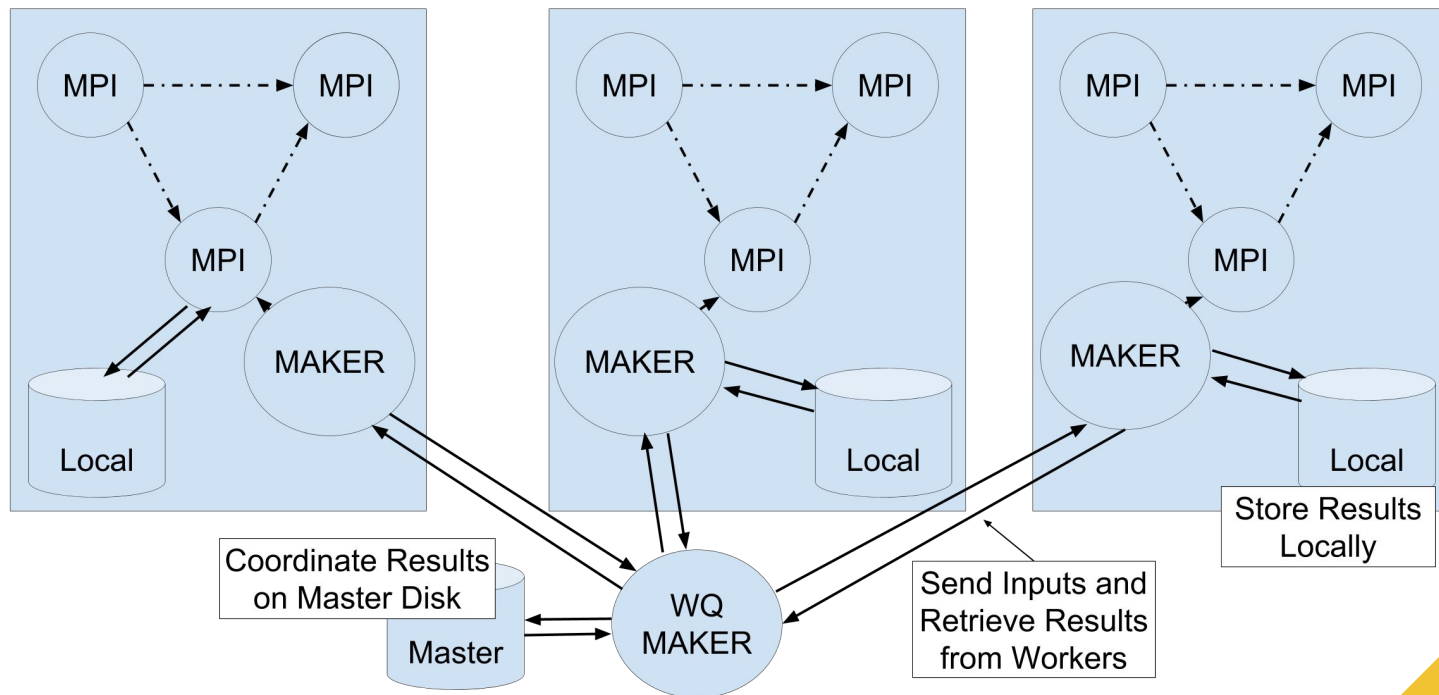 MPI
MPI
MPI
MPI
MPI
MPI
MPI
MPI
MPI
MAKER
MAKER
MAKER
Local
Local
Local
Store Results
Locally
Coordinate Results
on Master Disk
Master
WQ
MAKER
Send Inputs and
Retrieve Results
from Workers